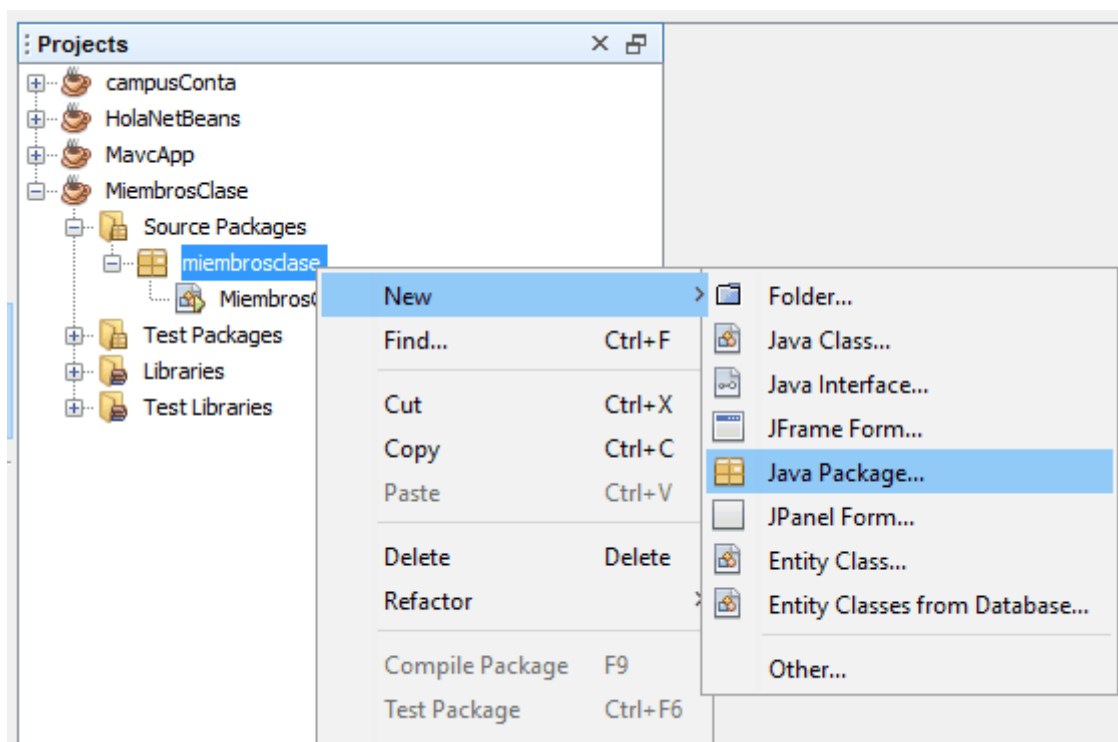 Projects
campusConta
HolaNetBeans
MavcApp
MiembrosClase
Source Packages
miembrosclase
Test Packages
Libraries
Test Libraries
New
Find... Ctrl+F
Cut Ctrl+X
Copy Ctrl+C
Paste Ctrl+V
Delete Delete
Refactor
Compile Package F9
Test Package Ctrl+F6
Folder...
Java Class...
Java Interface...
JFrame Form...
Java Package...
JPanel Form...
Entity Class...
Entity Classes from Database...
Other...